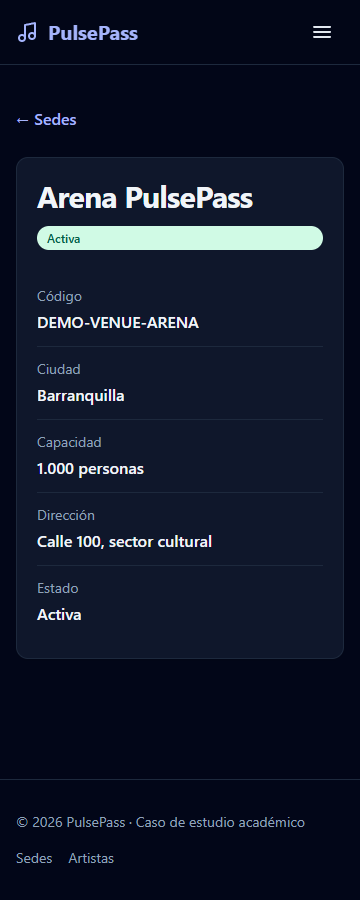 PulsePass
← Sedes
Arena PulsePass
Activa
Código
DEMO-VENUE-ARENA
Ciudad
Barranquilla
Capacidad
1.000 personas
Dirección
Calle 100, sector cultural
Estado
Activa
© 2026 PulsePass · Caso de estudio académico
Sedes Artistas